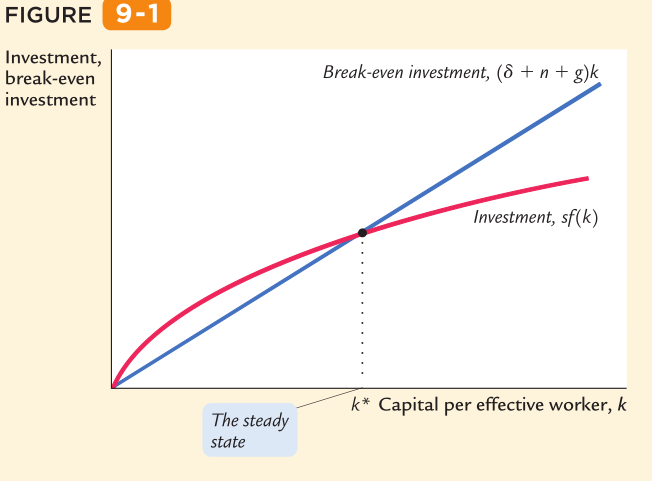 FIGURE 9-1
Investment,
break-even
investment
Break-even investment, (δ + n + g)k
Investment, sf(k)
k* Capital per effective worker, k
The steady
state